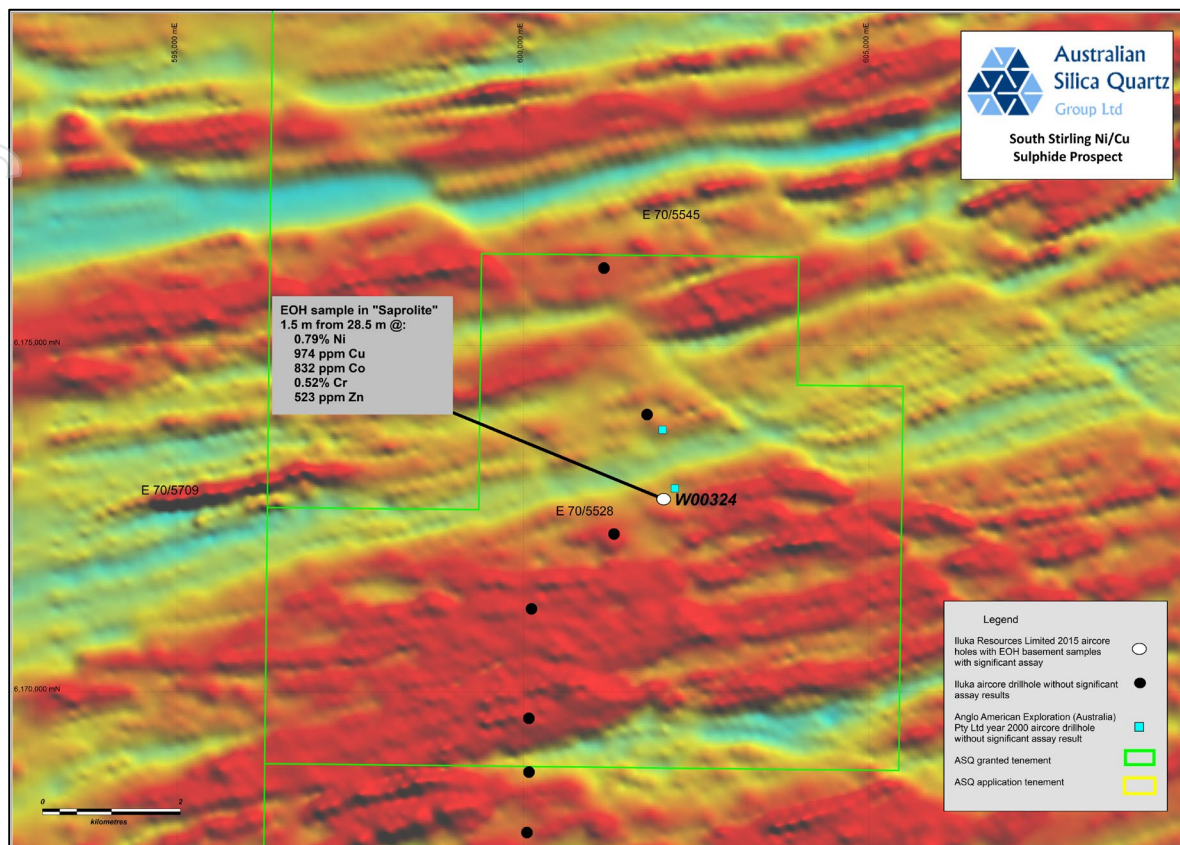 595,000 mE
600,000 mE
605,000 mE
Australian
Silica Quartz
Group Ltd
South Stirling Ni/Cu
Sulphide Prospect
E 70/5545
EOH sample in "Saprolite"
1.5 m from 28.5 m @:
0.79% Ni
974 ppm Cu
832 ppm Co
0.52% Cr
523 ppm Zn
6,175,000 mN
E 70/5709
W00324
E 70/5528
6,170,000 mN
Legend
Iluka Resources Limited 2015 aircore
holes with EOH basement samples
with significant assay
Iluka aircore drillhole without significant
assay results
Anglo American Exploration (Australia)
Pty Ltd year 2000 aircore drillhole
without significant assay result
ASQ granted tenement
ASQ application tenement
0 2
kilometres